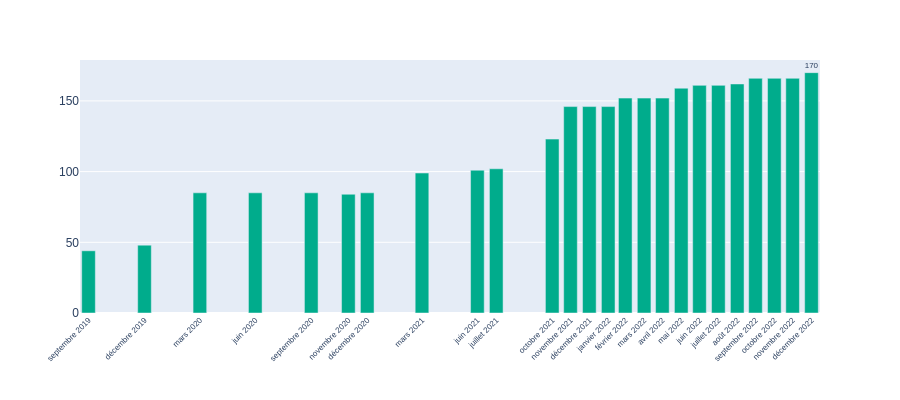 170
150
100
50
0
septembre 2019
décembre 2019
mars 2020
juin 2020
septembre 2020
novembre 2020
décembre 2020
mars 2021
juin 2021
juillet 2021
octobre 2021
novembre 2021
décembre 2021
janvier 2022
février 2022
mars 2022
avril 2022
mai 2022
juin 2022
juillet 2022
août 2022
septembre 2022
octobre 2022
novembre 2022
décembre 2022